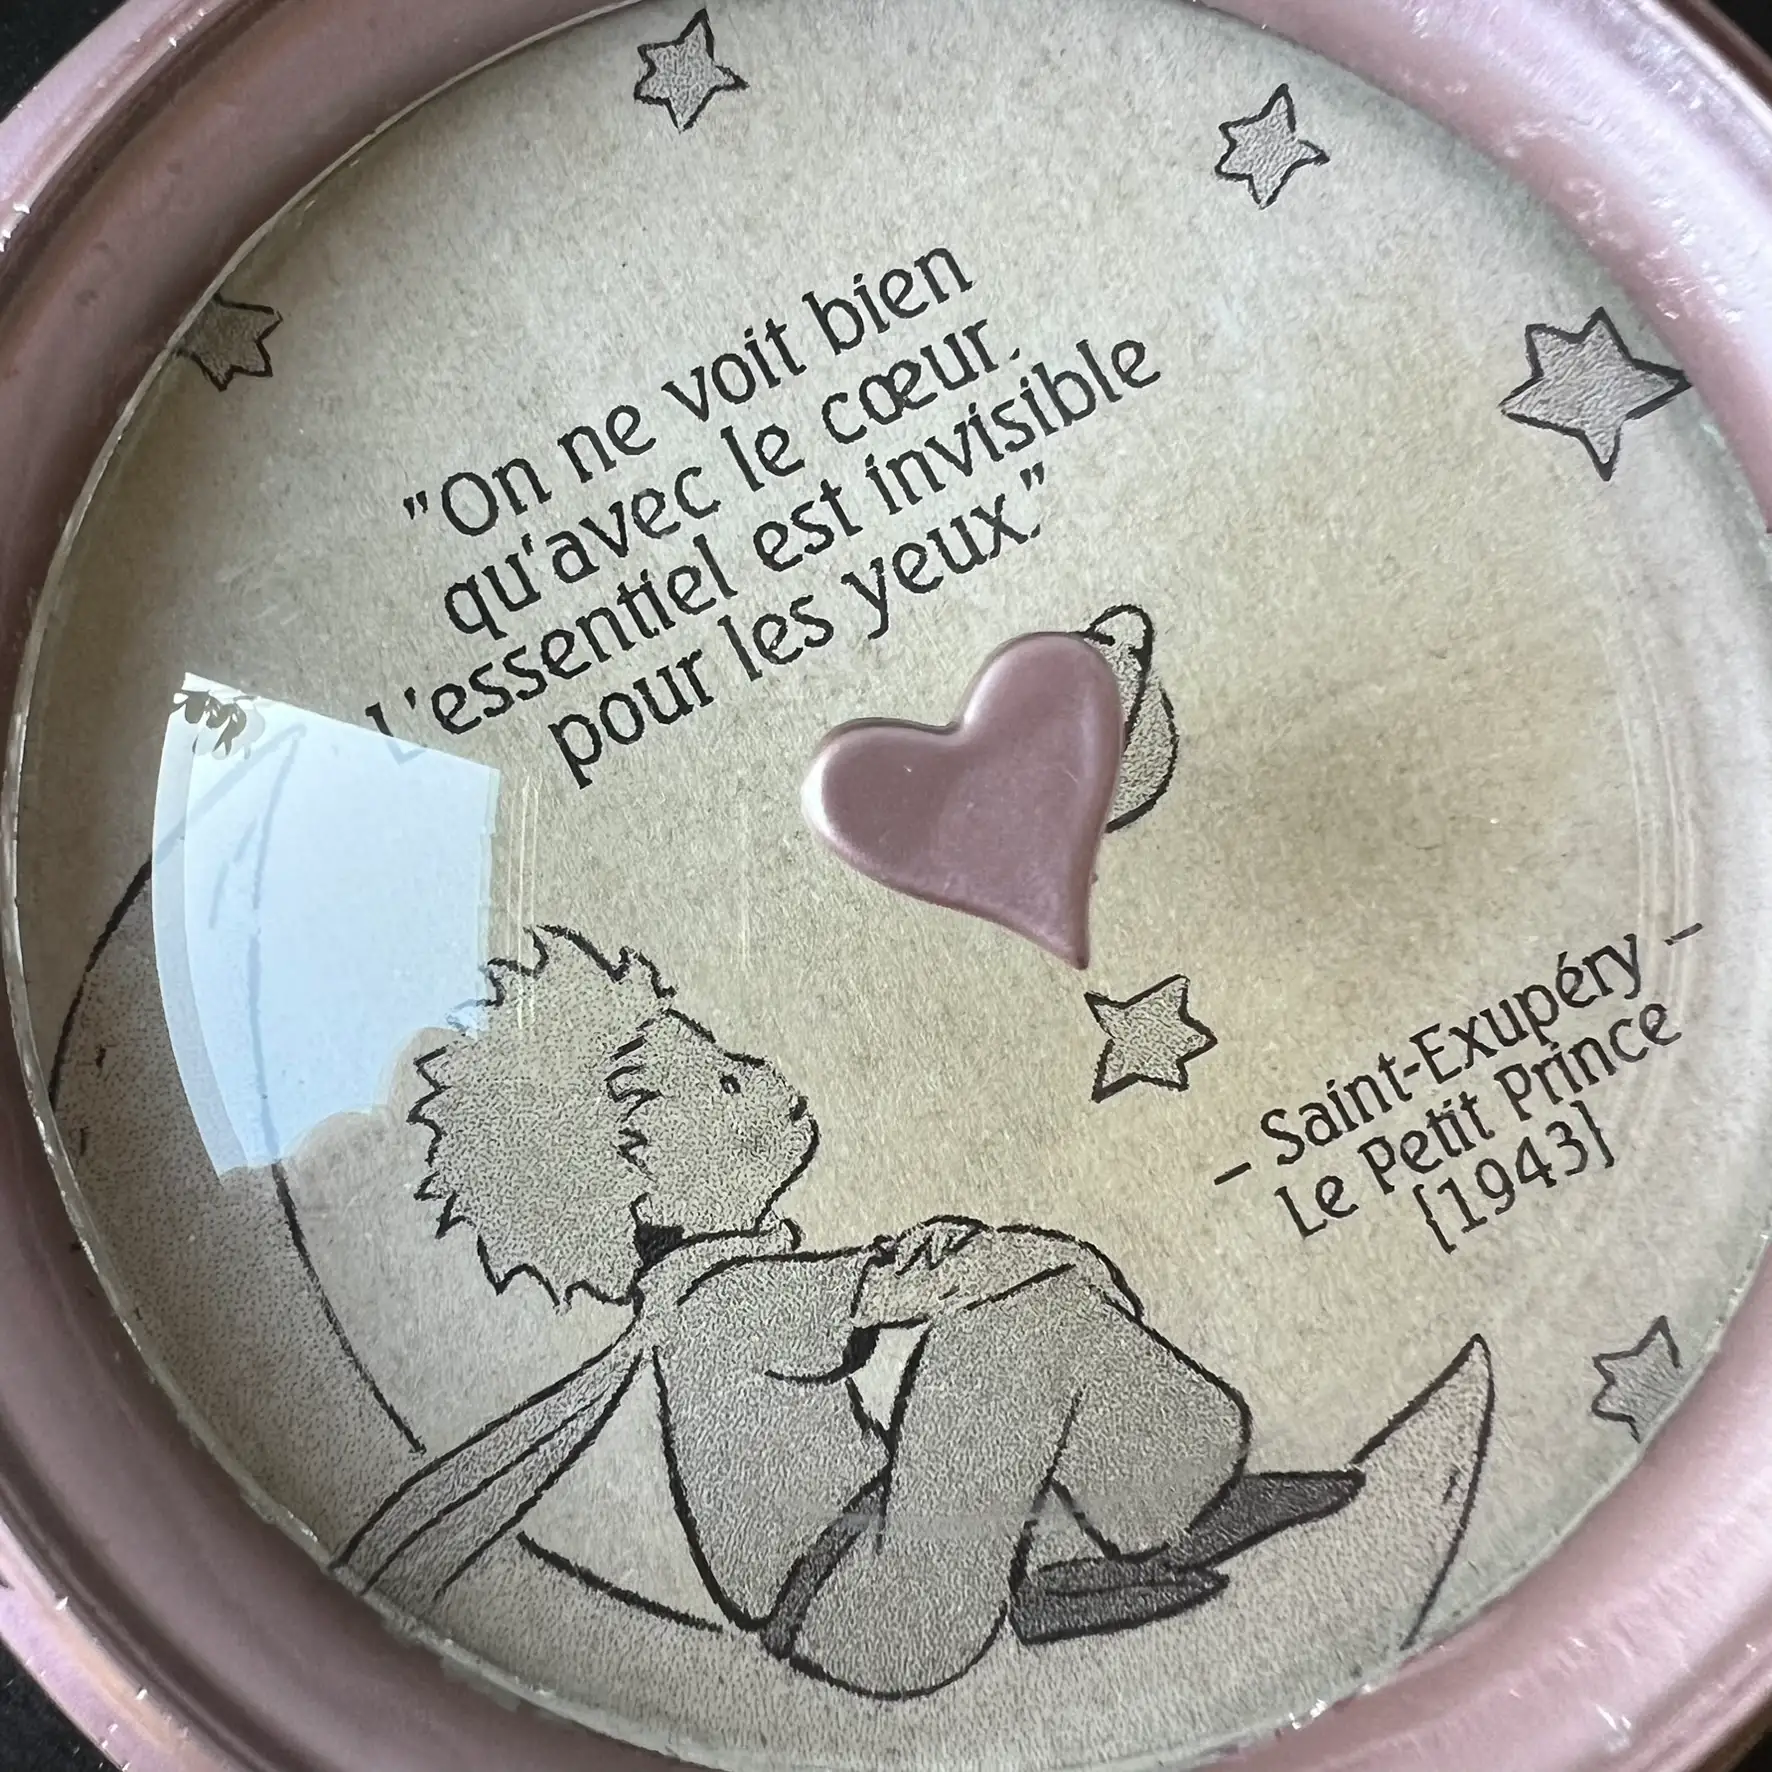 "On ne voit bien
qu'avec le cœur.
L'essentiel est invisible
pour les yeux."
– Saint-Exupéry –
Le Petit Prince
[1943]